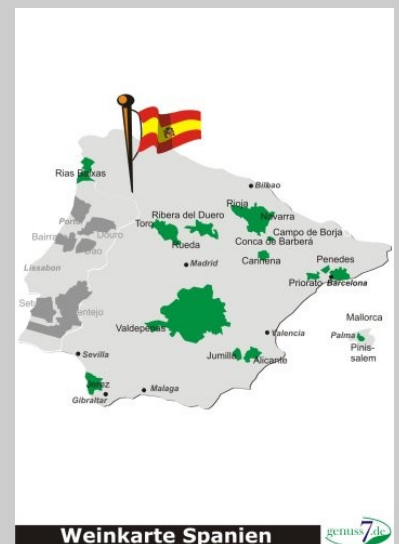 Bilbao
Rias Baixas
Rioja
Navarra
Ribera del Duero
Toro
Porto
Douro
Campo de Borja
Rueda
Conca de Barberá
Dao
Cariñena
Penedes
Madrid
Lissabon
Priorato
Barcelona
Mallorca
Valdepeñas
Valencia
Palma
Pinis-
salem
Sevilla
Jumilla
Alicante
Jerez
Malaga
Gibraltar
Weinkarte Spanien
genuss7.de